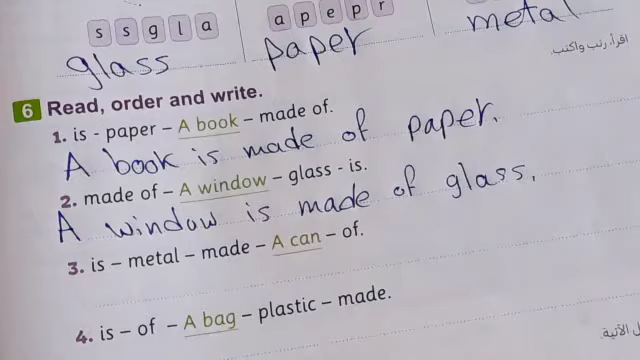 s s g l a
a p e p r
glass
paper
metal
اقرأ، رتب واكتب.
6 Read, order and write.
1. is - paper – A book – made of.
A book is made of paper.
2. made of – A window – glass - is.
A window is made of glass.
3. is – metal – made – A can – of.
4. is – of – A bag – plastic – made.
الآتية.